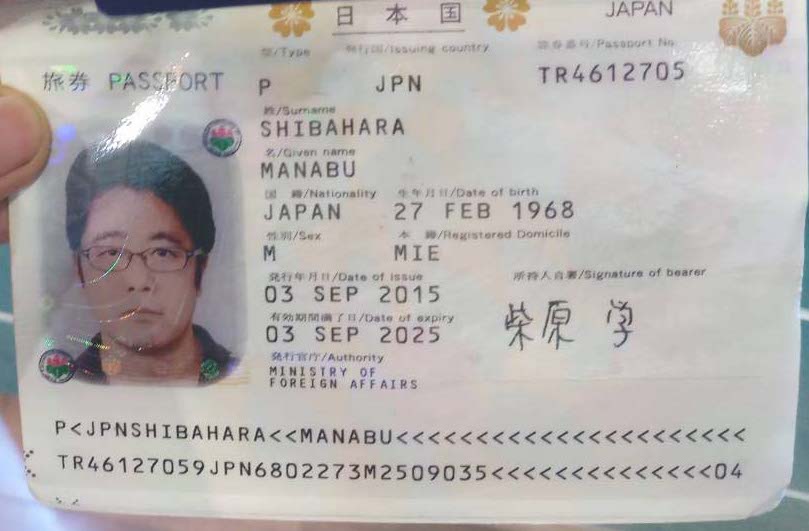 日本国 JAPAN
型/Type 発行国/Issuing country 旅券番号/Passport No.
旅券 PASSPORT P JPN TR4612705
姓/Surname
SHIBAHARA
名/Given name
MANABU
国 籍/Nationality 生年月日/Date of birth
JAPAN 27 FEB 1968
性別/Sex 本 籍/Registered Domicile
M MIE
発行年月日/Date of issue 所持人自署/Signature of bearer
03 SEP 2015
有効期間満了日/Date of expiry
03 SEP 2025 柴原 学
発行官庁/Authority
MINISTRY OF
FOREIGN AFFAIRS
P<JPNSHIBAHARA<<MANABU<<<<<<<<<<<<<<<<<<<<<<
TR46127059JPN6802273M2509035<<<<<<<<<<<<<<04